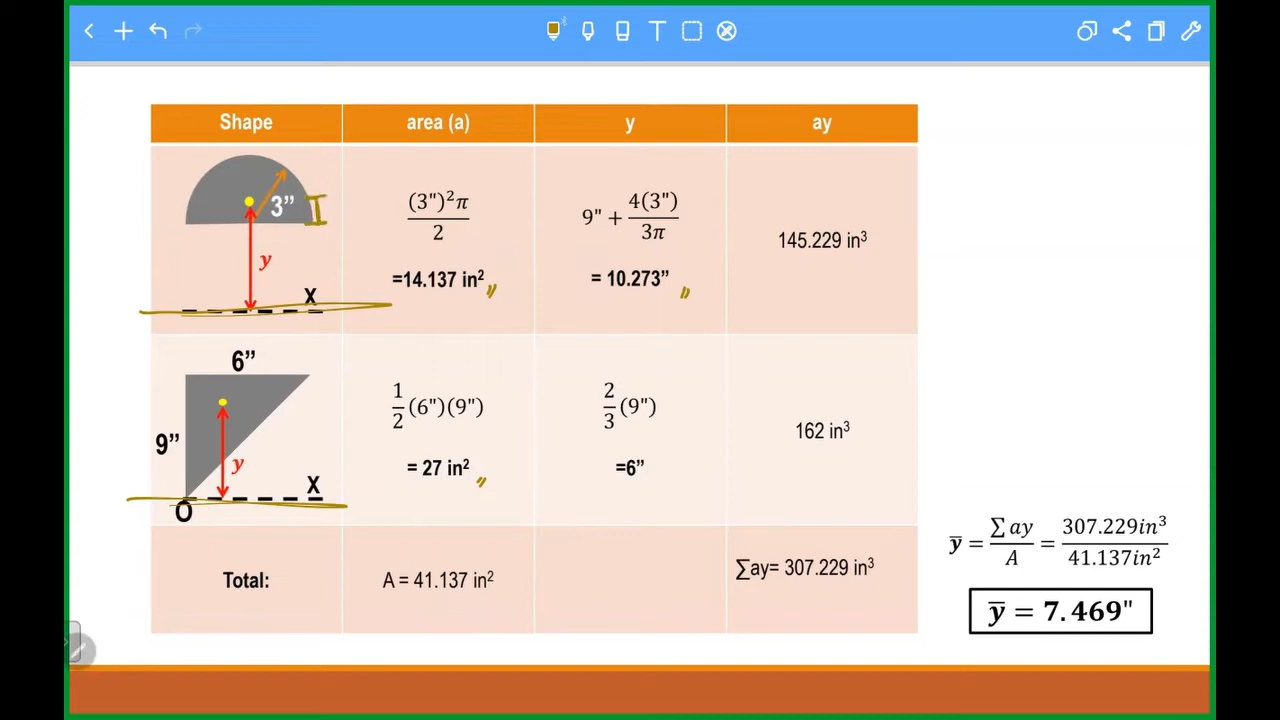 Shape area (a) y ay
3”
y
X
(3")²π
2
=14.137 in²
9" + 4(3")
3π
= 10.273”
145.229 in³
6”
9”
y
X
O
1
2
(6")(9")
= 27 in²
2
3
(9")
=6”
162 in³
Total: A = 41.137 in² ∑ay= 307.229 in³
y̅ = ∑ ay / A = 307.229in³ / 41.137in²
y̅ = 7.469"